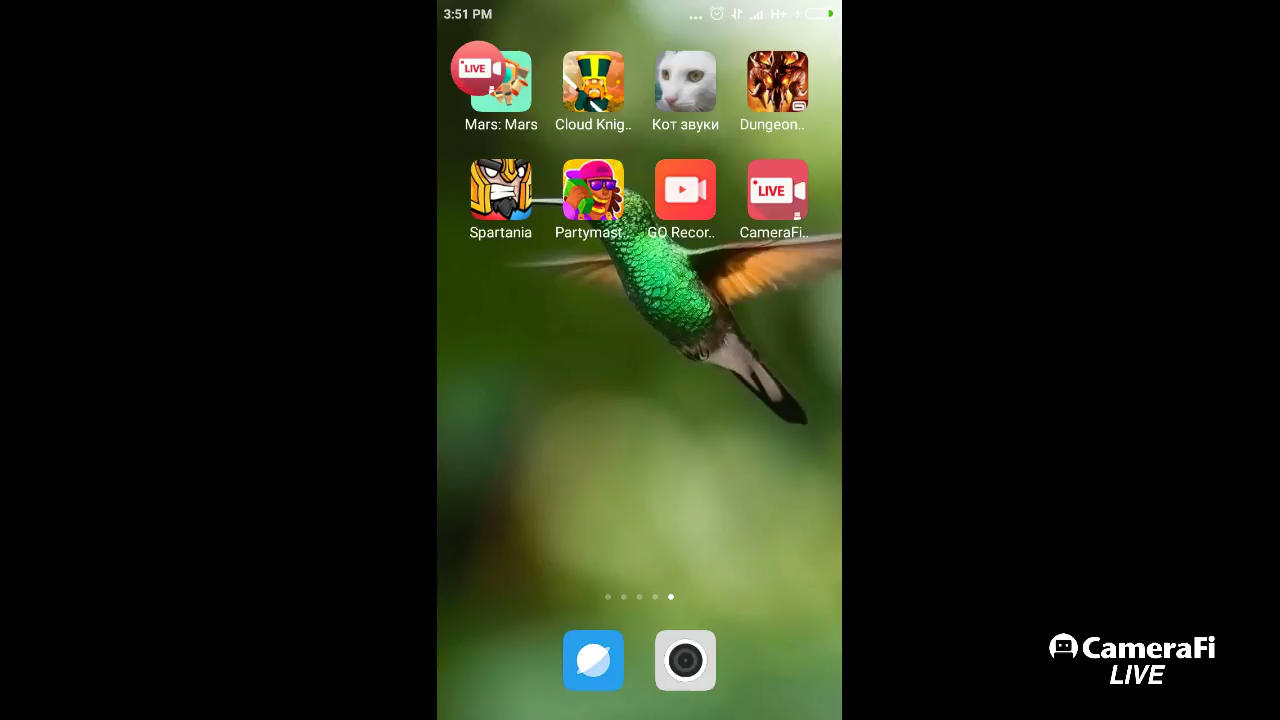 3:51 PM
H+
LIVE
Mars: Mars
Cloud Knig..
Кот звуки
Dungeon..
LIVE
Spartania
Partymast..
GO Recor..
CameraFi..
CameraFi
LIVE